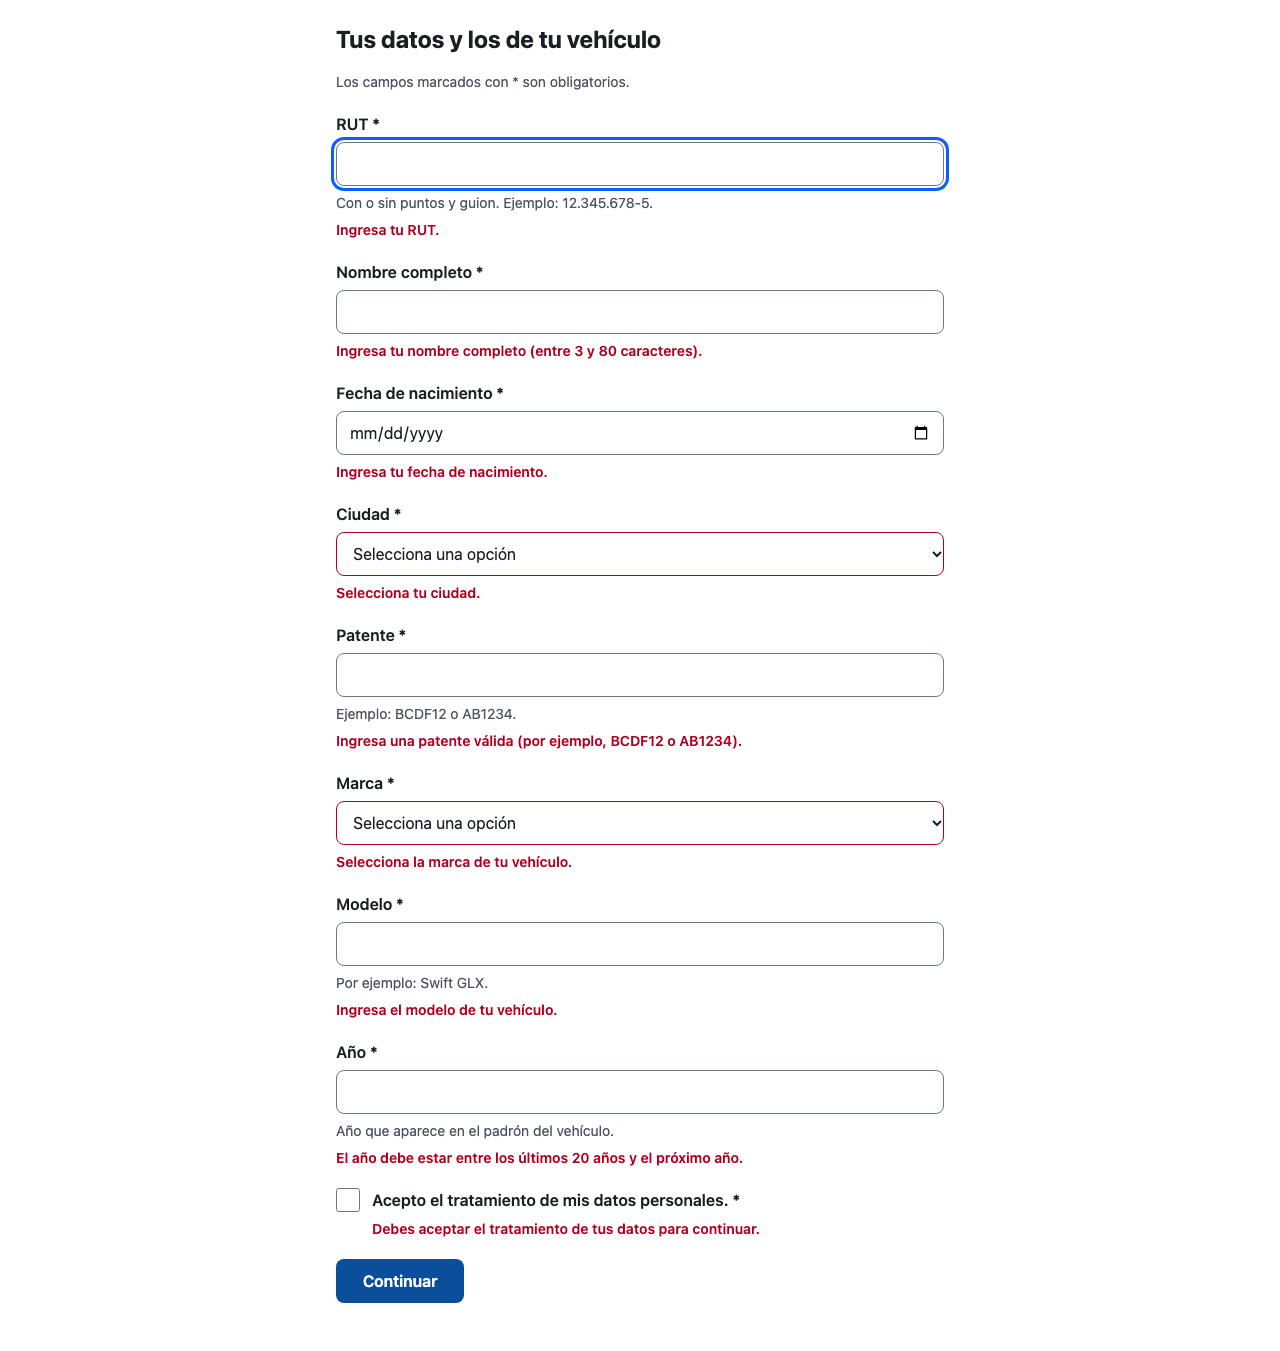 Tus datos y los de tu vehículo
Los campos marcados con * son obligatorios.
RUT *
Con o sin puntos y guion. Ejemplo: 12.345.678-5.
Ingresa tu RUT.
Nombre completo *
Ingresa tu nombre completo (entre 3 y 80 caracteres).
Fecha de nacimiento *
mm/dd/yyyy
Ingresa tu fecha de nacimiento.
Ciudad *
Selecciona una opción
Selecciona tu ciudad.
Patente *
Ejemplo: BCDF12 o AB1234.
Ingresa una patente válida (por ejemplo, BCDF12 o AB1234).
Marca *
Selecciona una opción
Selecciona la marca de tu vehículo.
Modelo *
Por ejemplo: Swift GLX.
Ingresa el modelo de tu vehículo.
Año *
Año que aparece en el padrón del vehículo.
El año debe estar entre los últimos 20 años y el próximo año.
Acepto el tratamiento de mis datos personales. *
Debes aceptar el tratamiento de tus datos para continuar.
Continuar